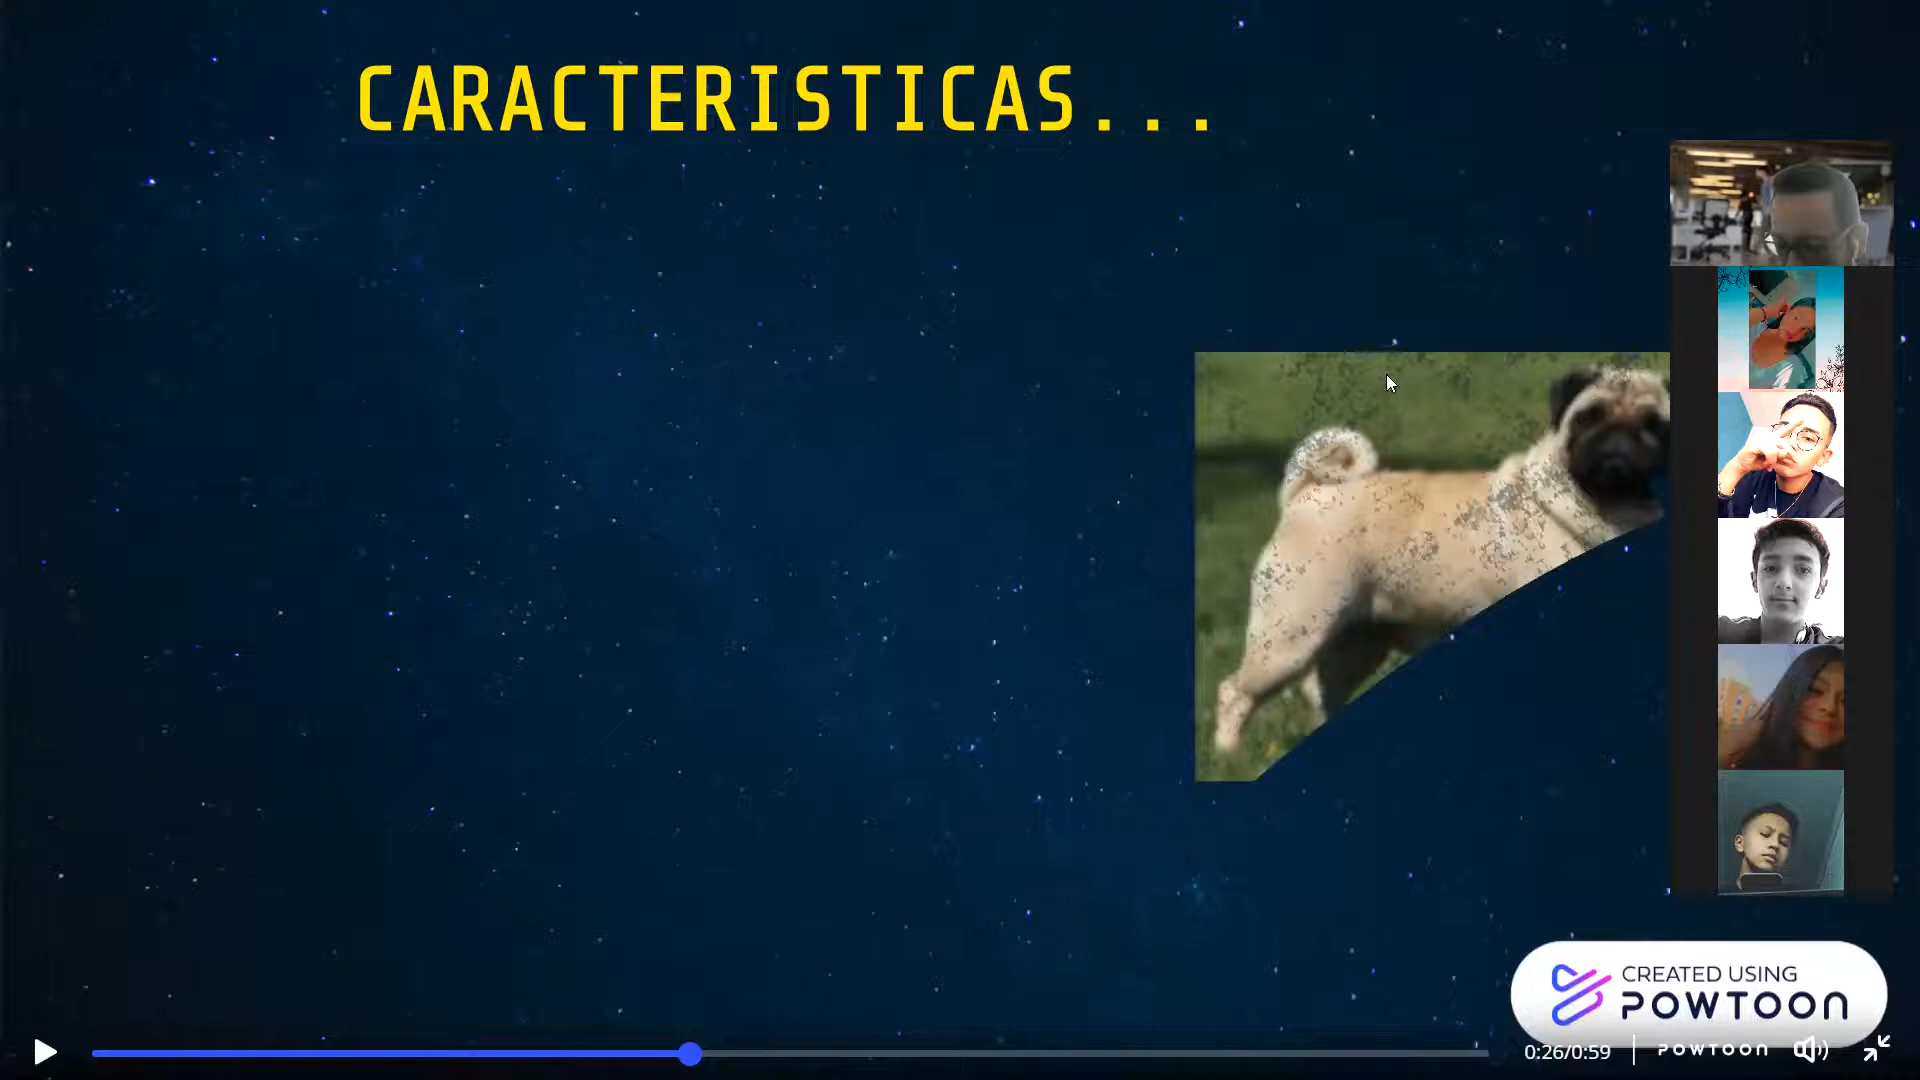 CARACTERISTICAS...
CREATED USING
POWTOON
0:26/0:59
POWTOON